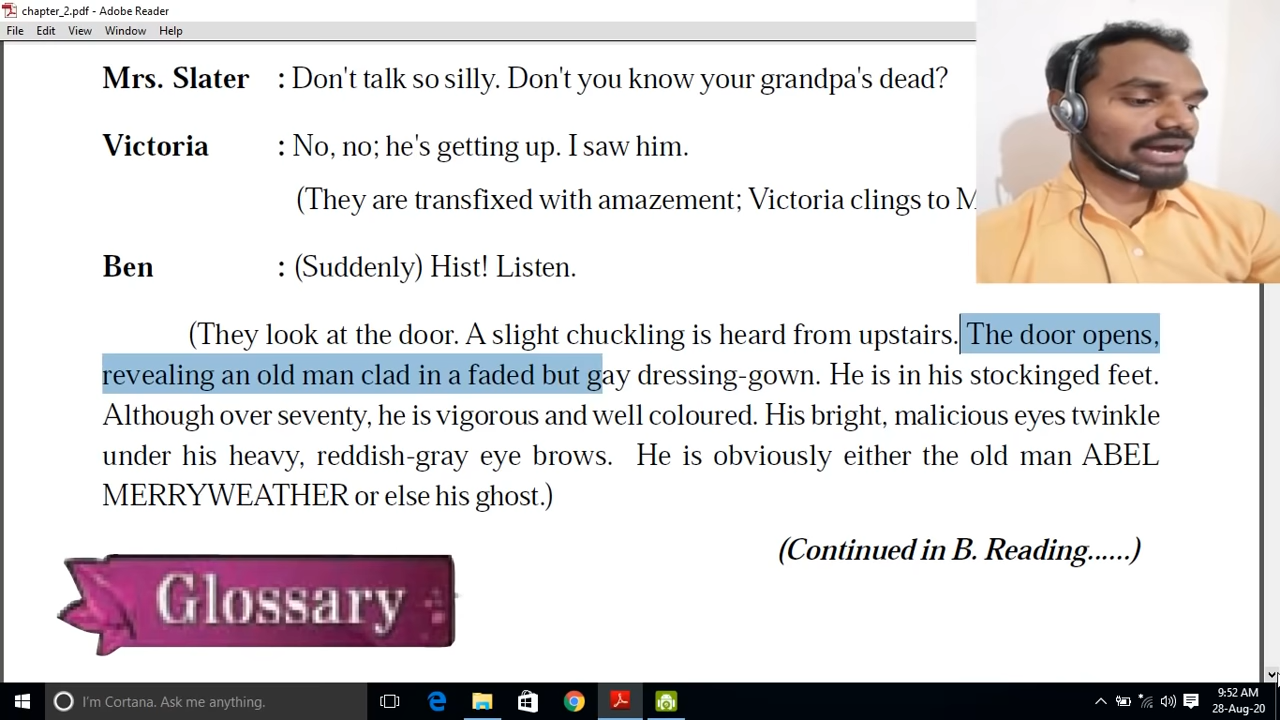 chapter_2.pdf - Adobe Reader
File Edit View Window Help
Mrs. Slater : Don't talk so silly. Don't you know your grandpa's dead?
Victoria : No, no; he's getting up. I saw him.
(They are transfixed with amazement; Victoria clings to M
Ben : (Suddenly) Hist! Listen.
(They look at the door. A slight chuckling is heard from upstairs. The door opens,
revealing an old man clad in a faded but gay dressing-gown. He is in his stockinged feet.
Although over seventy, he is vigorous and well coloured. His bright, malicious eyes twinkle
under his heavy, reddish-gray eye brows. He is obviously either the old man ABEL
MERRYWEATHER or else his ghost.)
(Continued in B. Reading......)
Glossary
I'm Cortana. Ask me anything.
9:52 AM
28-Aug-20